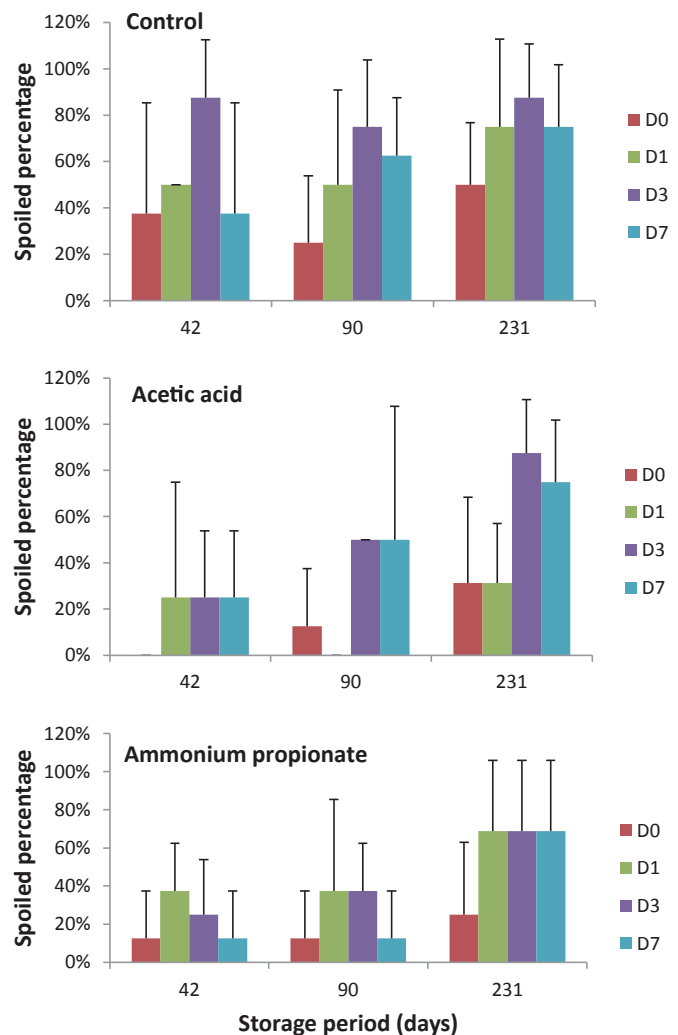 Control
120%
100%
80%
60%
40%
20%
0%
Spoiled percentage
42 90 231
D0
D1
D3
D7
Acetic acid
120%
100%
80%
60%
40%
20%
0%
Spoiled percentage
42 90 231
D0
D1
D3
D7
Ammonium propionate
120%
100%
80%
60%
40%
20%
0%
Spoiled percentage
42 90 231
D0
D1
D3
D7
Storage period (days)